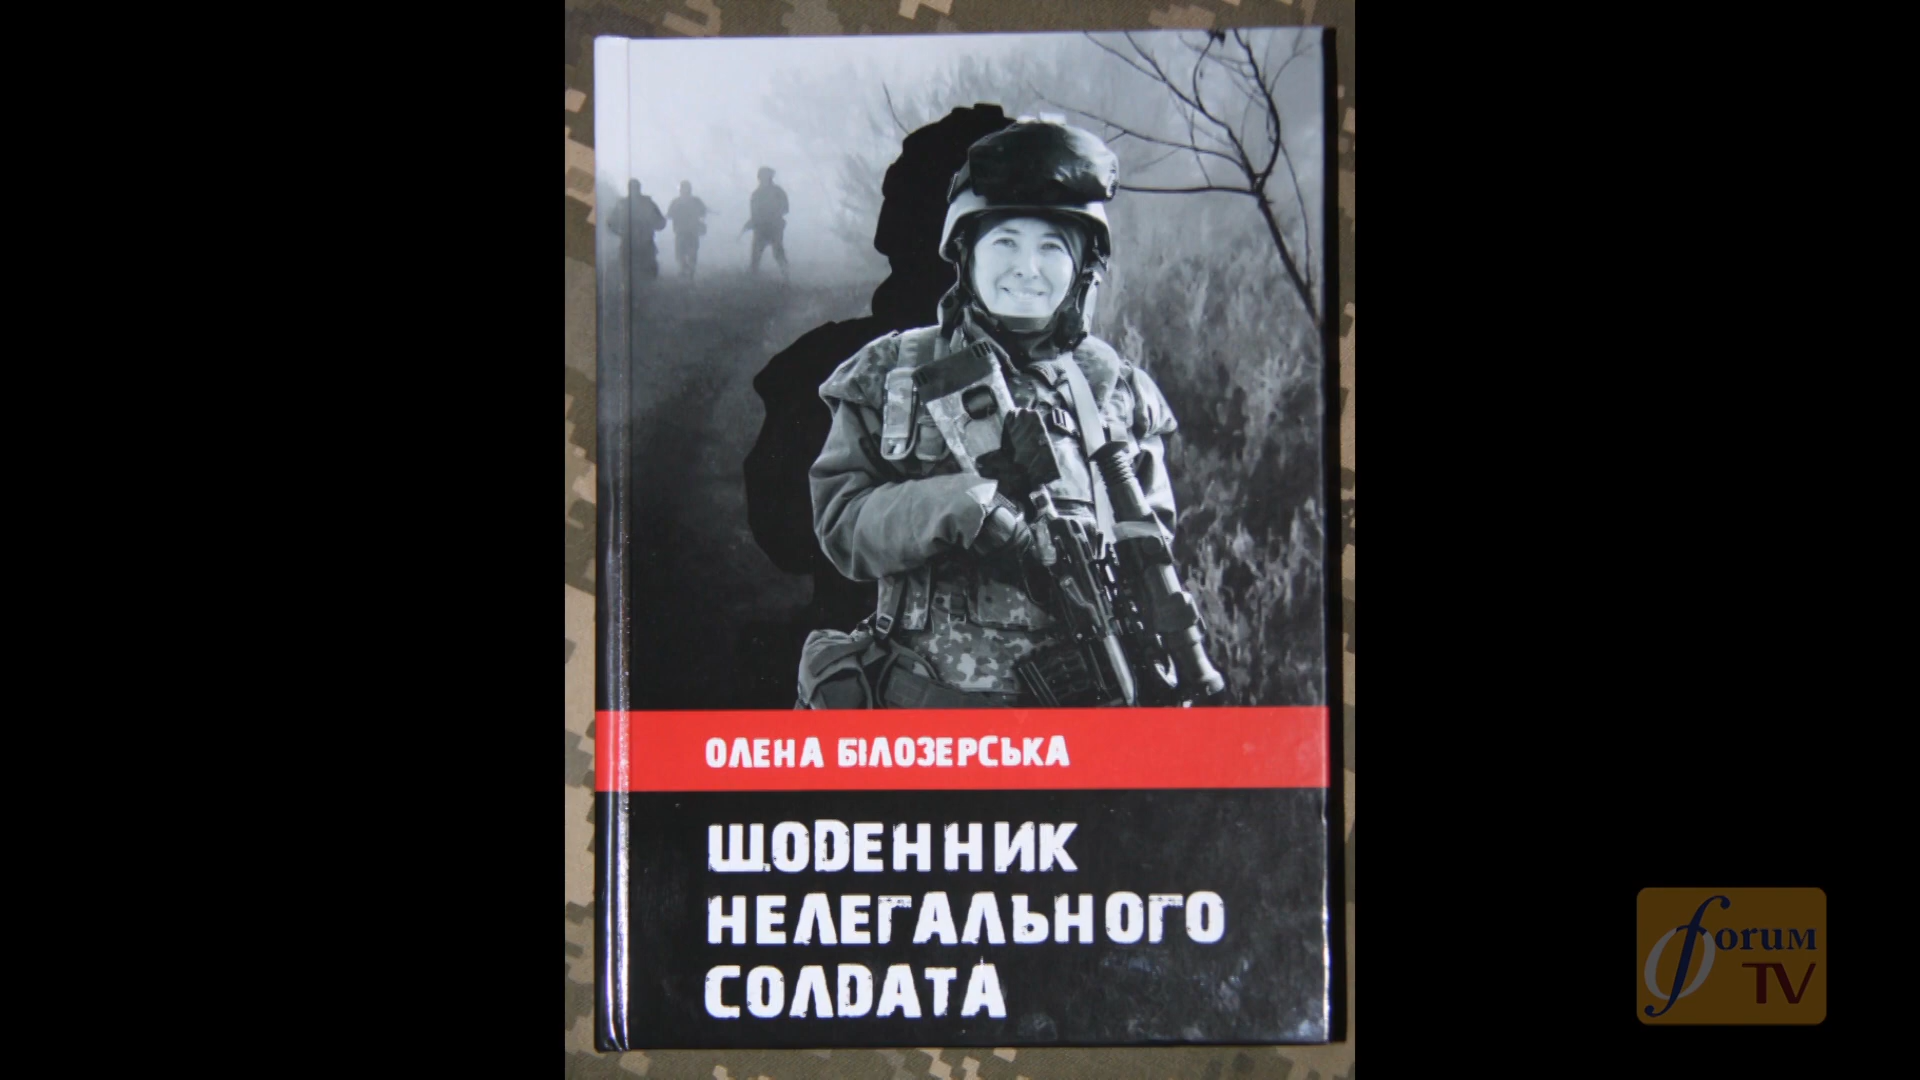 ОЛЕНА БІЛОЗЕРСЬКА
ЩОДЕННИК
НЕЛЕГАЛЬНОГО
СОЛДАТА
forum
TV